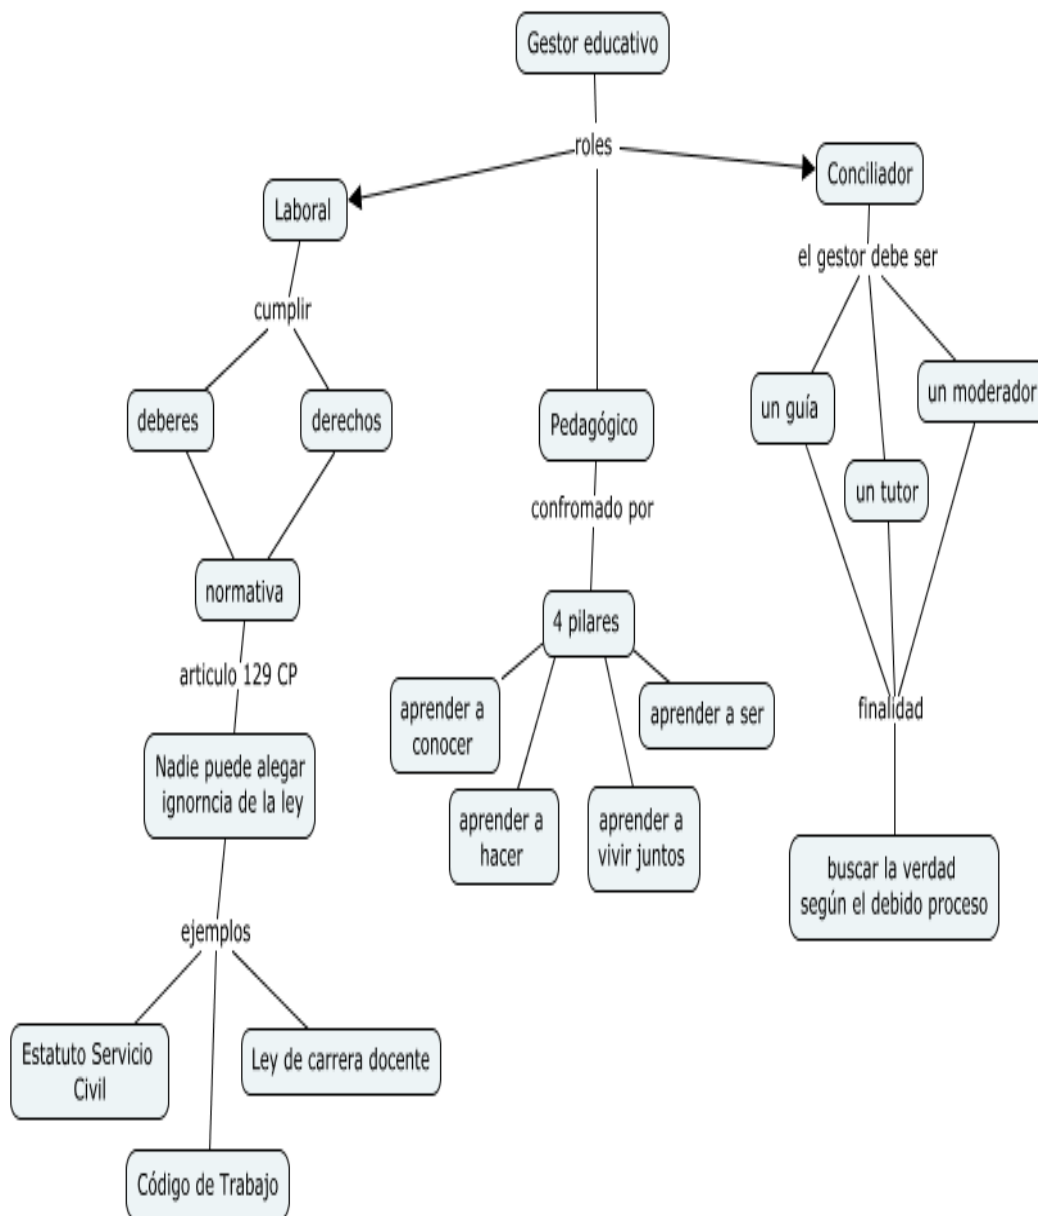 Gestor educativo
roles
Conciliador
Laboral
el gestor debe ser
cumplir
un moderador
un guía
deberes
derechos
Pedagógico
un tutor
confromado por
normativa
4 pilares
articulo 129 CP
aprender a
conocer
aprender a ser
finalidad
Nadie puede alegar
ignorncia de la ley
aprender a
hacer
aprender a
vivir juntos
buscar la verdad
según el debido proceso
ejemplos
Estatuto Servicio
Civil
Ley de carrera docente
Código de Trabajo